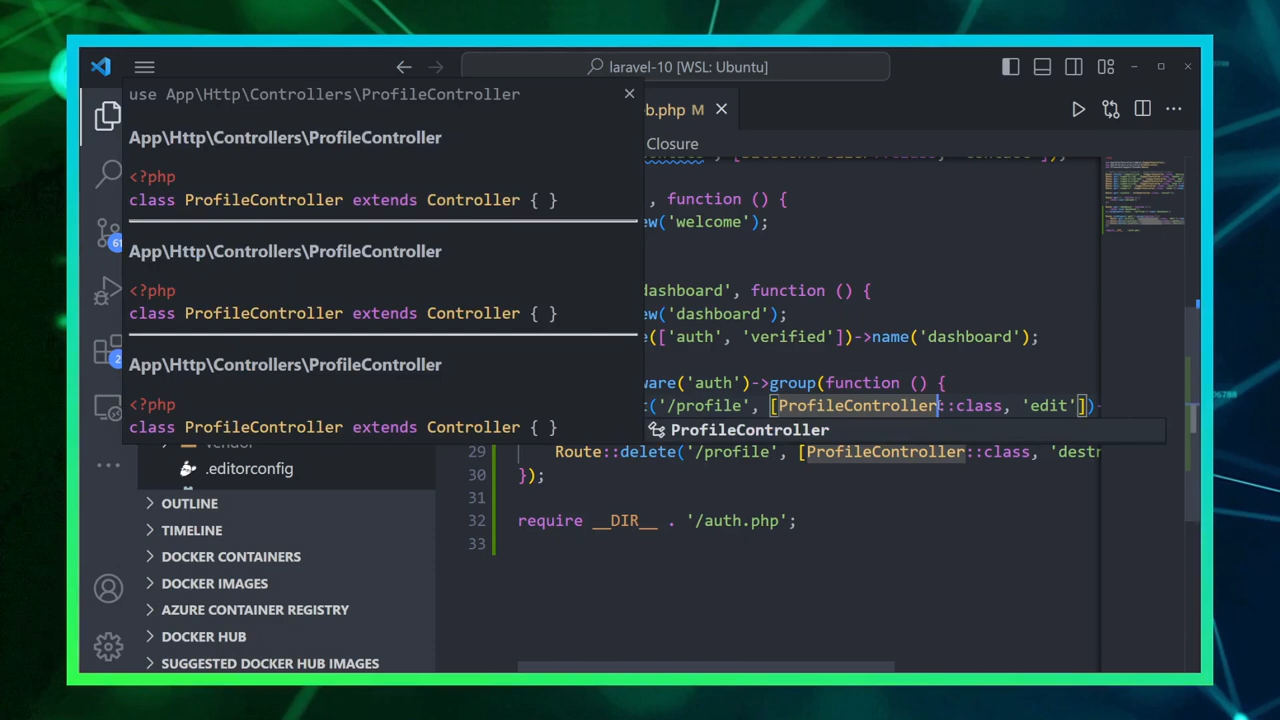 laravel-10 [WSL: Ubuntu]
use App\Http\Controllers\ProfileController
App\Http\Controllers\ProfileController
<?php
class ProfileController extends Controller { }
App\Http\Controllers\ProfileController
<?php
class ProfileController extends Controller { }
App\Http\Controllers\ProfileController
<?php
class ProfileController extends Controller { }
61
2
.editorconfig
OUTLINE
TIMELINE
DOCKER CONTAINERS
DOCKER IMAGES
AZURE CONTAINER REGISTRY
DOCKER HUB
SUGGESTED DOCKER HUB IMAGES
b.php M
Closure
, function () {
ew('welcome');
dashboard', function () {
ew('dashboard');
e(['auth', 'verified'])->name('dashboard');
ware('auth')->group(function () {
t('/profile', [ProfileController::class, 'edit'])-
ProfileController
29 Route::delete('/profile', [ProfileController::class, 'destr
30 });
31
32 require __DIR__ . '/auth.php';
33